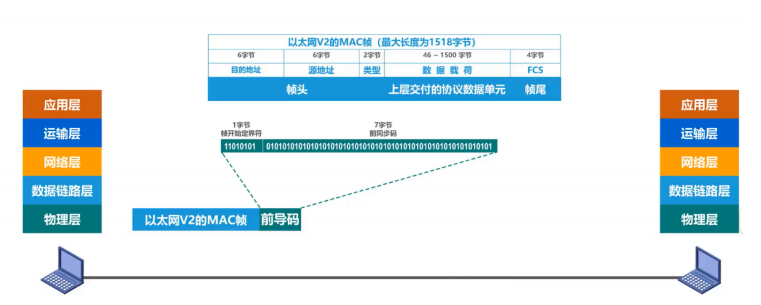 以太网V2的MAC帧（最大长度为1518字节）
6字节 6字节 2字节 46 ~ 1500 字节 4字节
目的地址 源地址 类型 数 据 载 荷 FCS
帧头 上层交付的协议数据单元 帧尾
应用层
运输层
网络层
数据链路层
物理层
1字节
帧开始定界符
7字节
前同步码
11010101 01010101010101010101010101010101010101010101010101010101
以太网V2的MAC帧 前导码
应用层
运输层
网络层
数据链路层
物理层